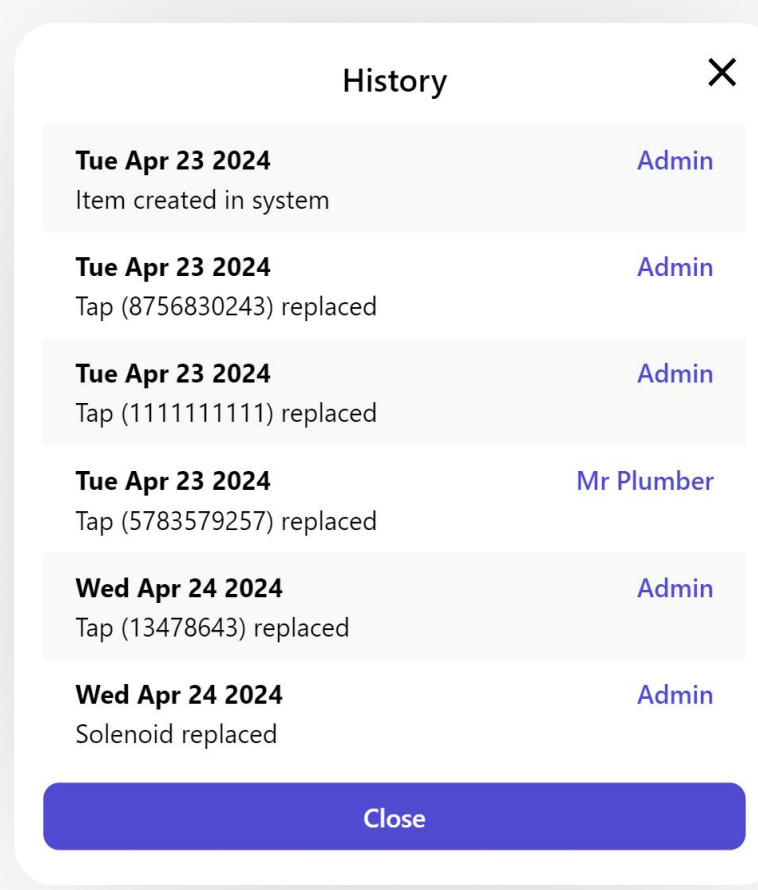 History
Tue Apr 23 2024 Admin
Item created in system
Tue Apr 23 2024 Admin
Tap (8756830243) replaced
Tue Apr 23 2024 Admin
Tap (1111111111) replaced
Tue Apr 23 2024 Mr Plumber
Tap (5783579257) replaced
Wed Apr 24 2024 Admin
Tap (13478643) replaced
Wed Apr 24 2024 Admin
Solenoid replaced
Close